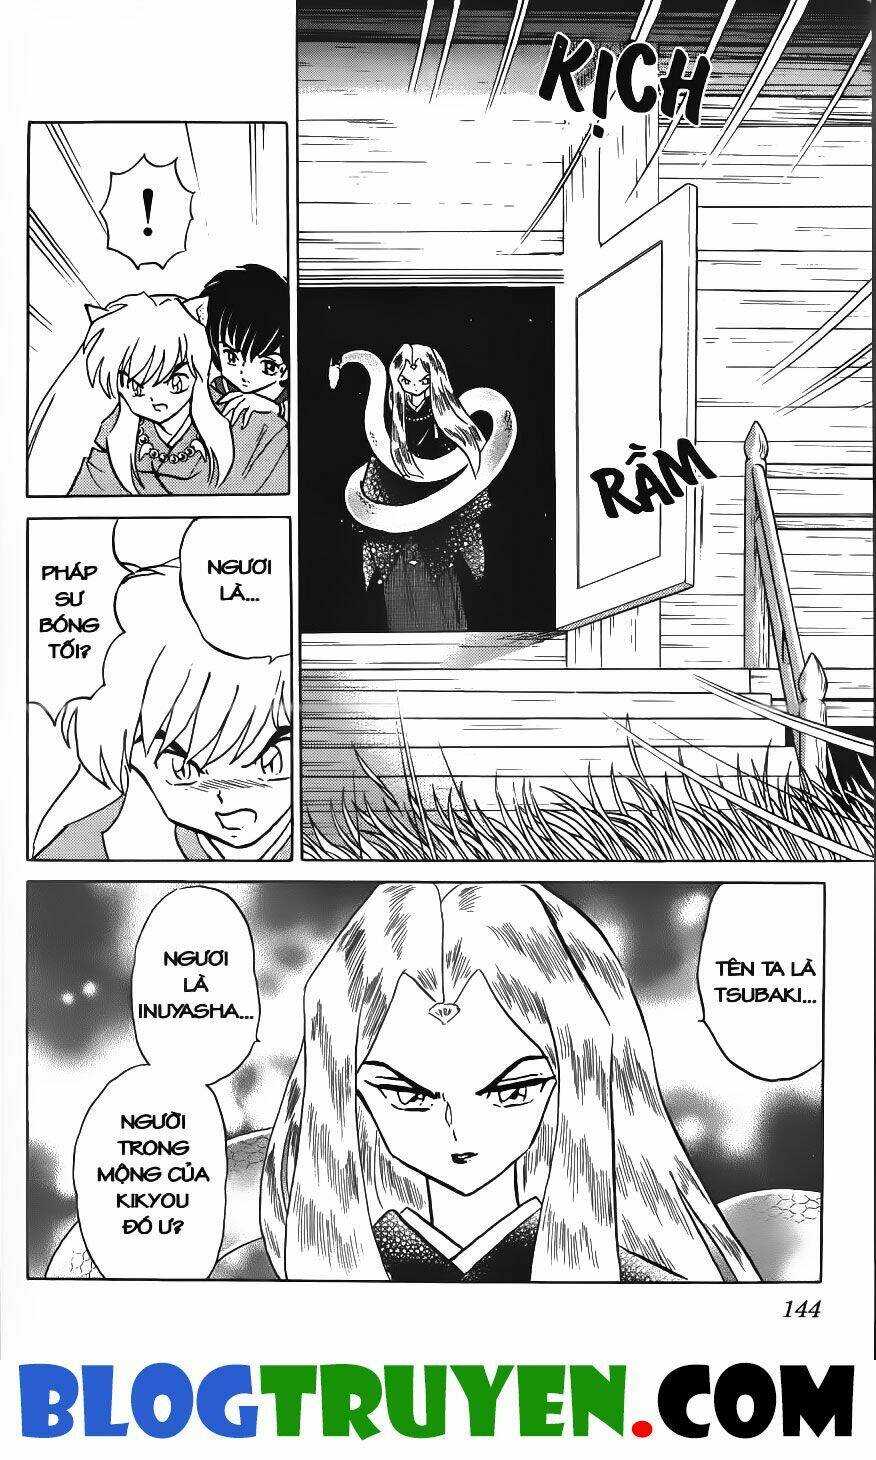 KỊCH
RẦM
!
NGƯƠI
LÀ...
PHÁP
SƯ
BÓNG
TỐI?
TÊN TA LÀ
TSUBAKI...
NGƯƠI
LÀ
INUYASHA...
NGƯỜI
TRONG
MỘNG CỦA
KIKYOU
ĐÓ Ư?
144
BLOGTRUYEN.COM